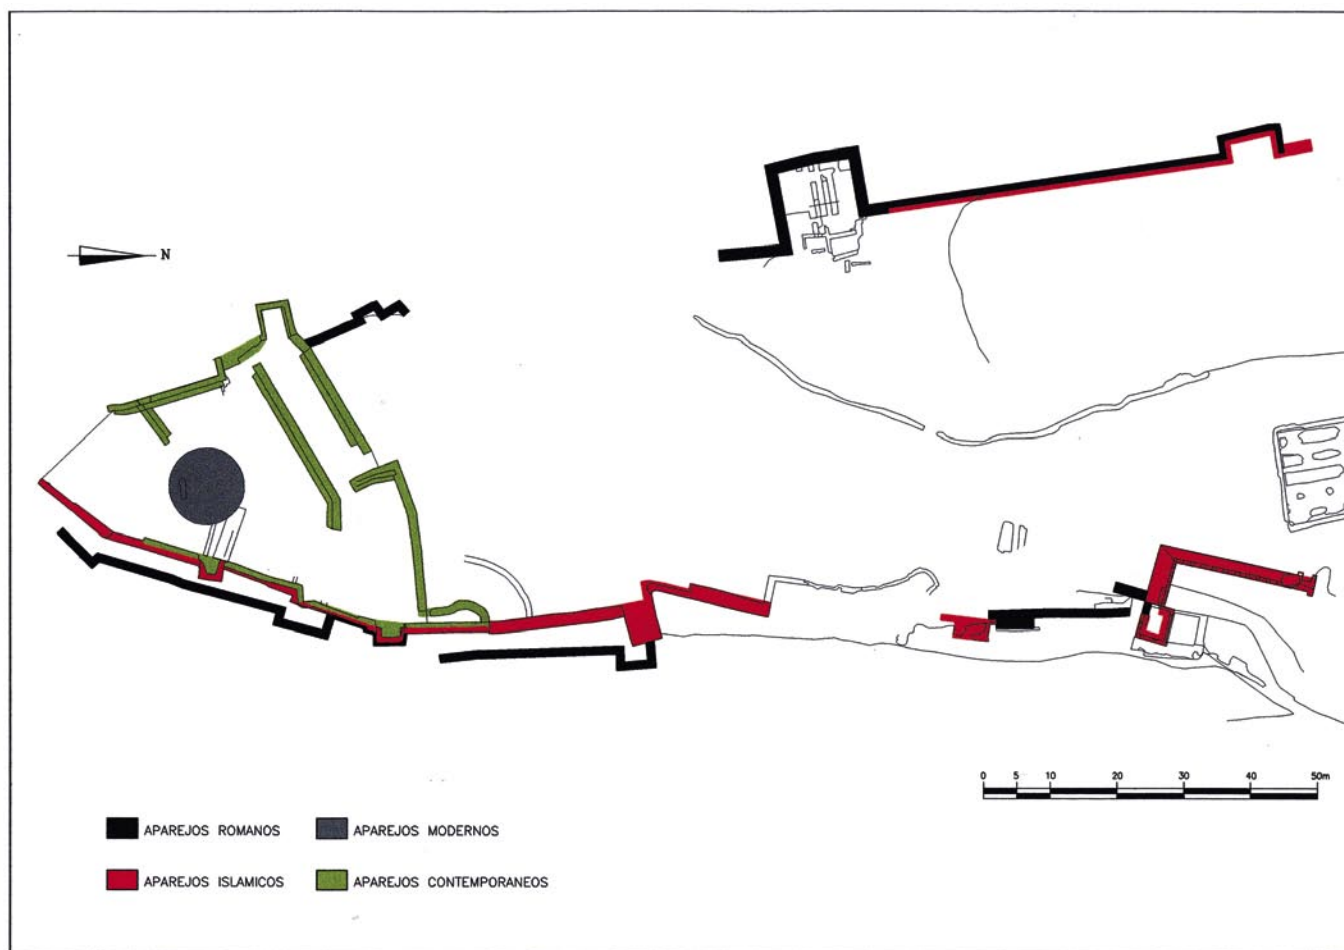 N
0 5 10 20 30 40 50m
APAREJOS ROMANOS
APAREJOS MODERNOS
APAREJOS ISLAMICOS
APAREJOS CONTEMPORANEOS